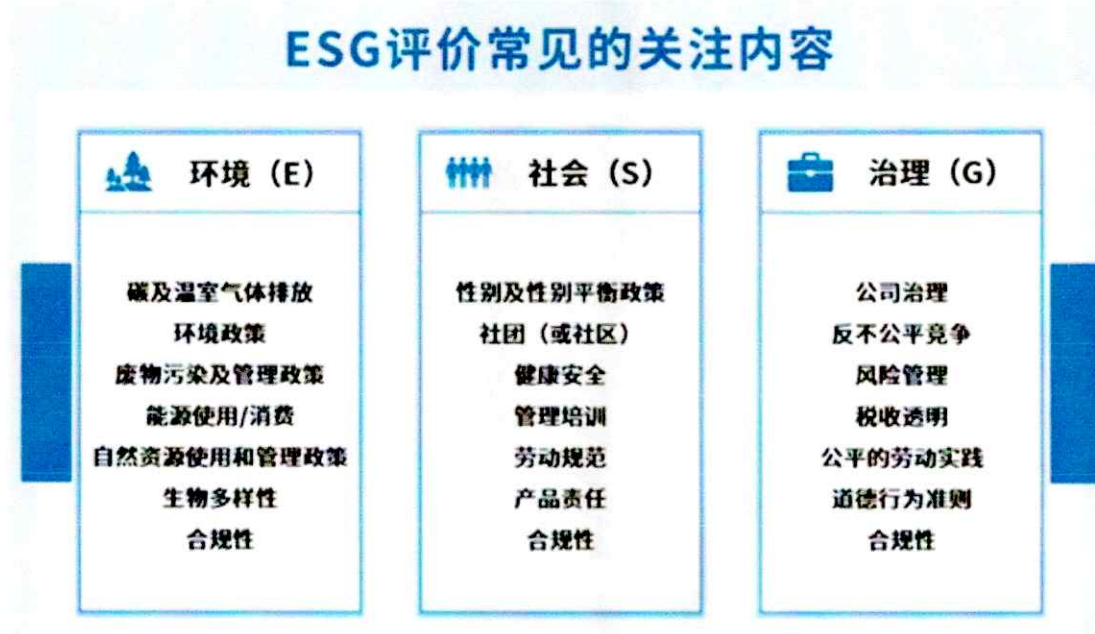 ESG评价常见的关注内容
环境（E）
碳及温室气体排放
环境政策
废物污染及管理政策
能源使用/消费
自然资源使用和管理政策
生物多样性
合规性
社会（S）
性别及性别平衡政策
社团（或社区）
健康安全
管理培训
劳动规范
产品责任
合规性
治理（G）
公司治理
反不公平竞争
风险管理
税收透明
公平的劳动实践
道德行为准则
合规性